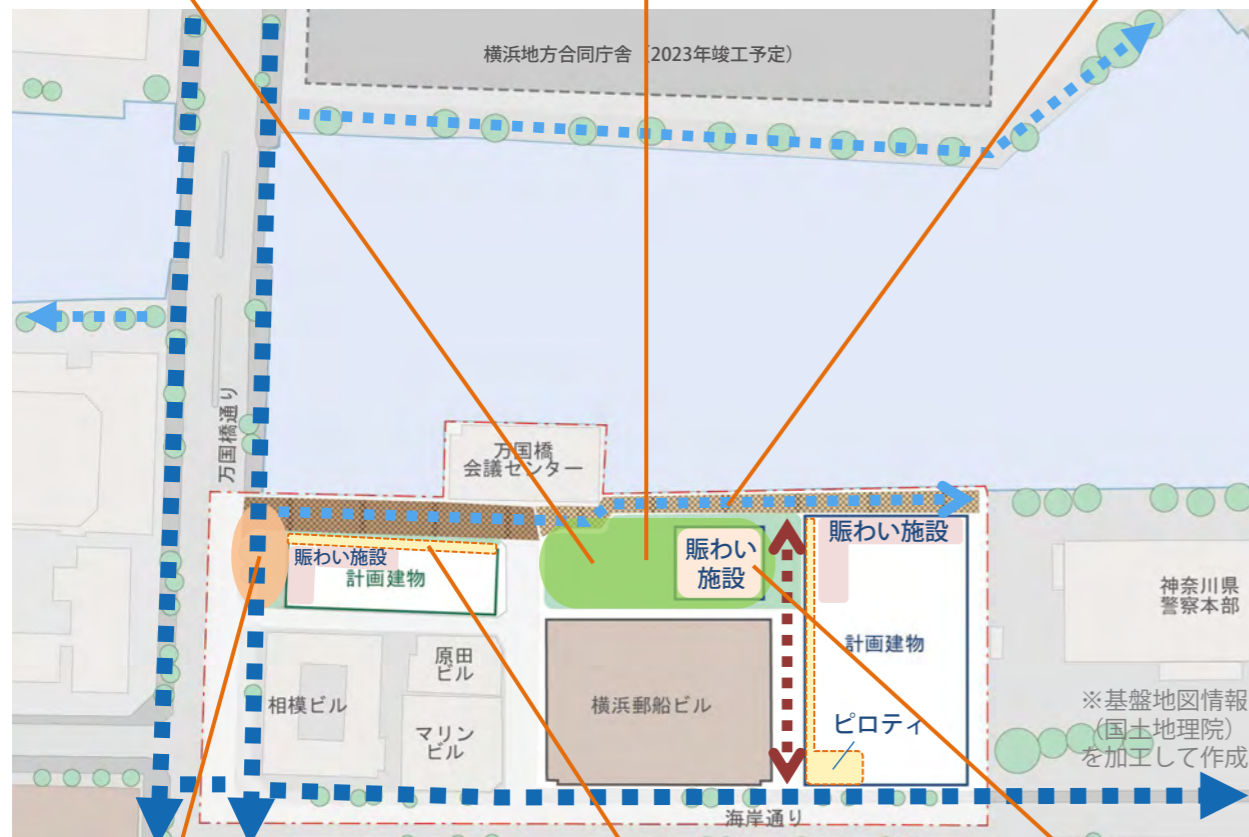 横浜地方合同庁舎（2023年竣工予定）
万国橋通り
万国橋
会議センター
賑わい施設
計画建物
賑わい
施設
賑わい施設
計画建物
神奈川県
警察本部
原田
ビル
相模ビル
マリン
ビル
横浜郵船ビル
ピロティ
※基盤地図情報
（国土地理院）
を加工して作成
海岸通り